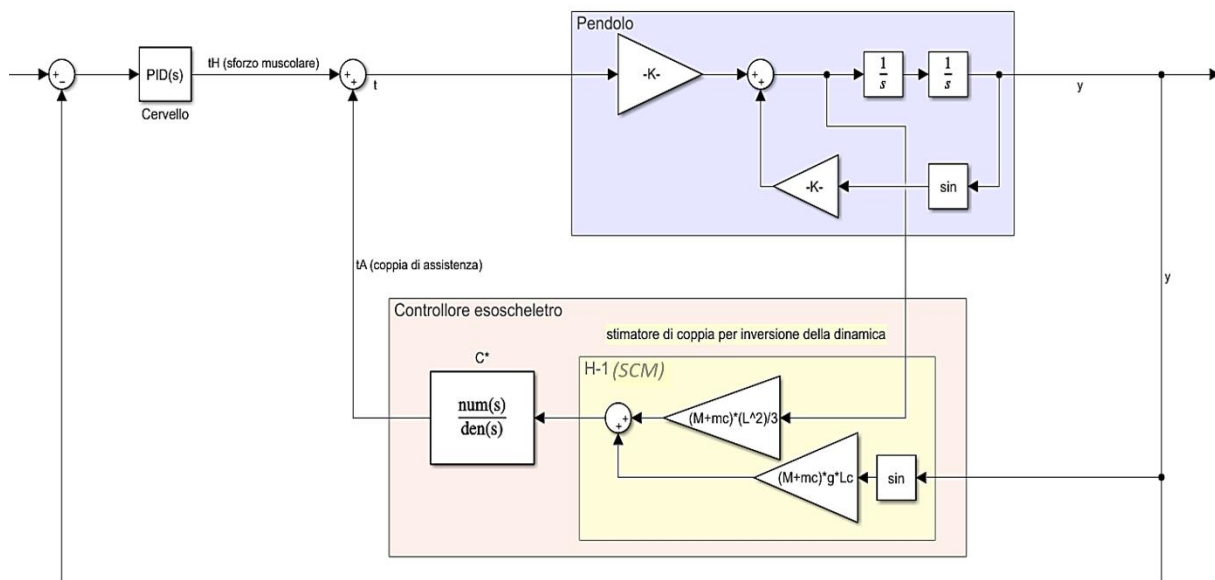 Pendolo
+
−
PID(s)
Cervello
tH (sforzo muscolare)
+
+
t
-K-
+
+
1
s
1
s
y
-K-
sin
tA (coppia di assistenza)
y
Controllore esoscheletro
stimatore di coppia per inversione della dinamica
C*
num(s)
den(s)
H-1 (SCM)
+
+
(M+mc)*(L^2)/3
(M+mc)*g*Lc
sin